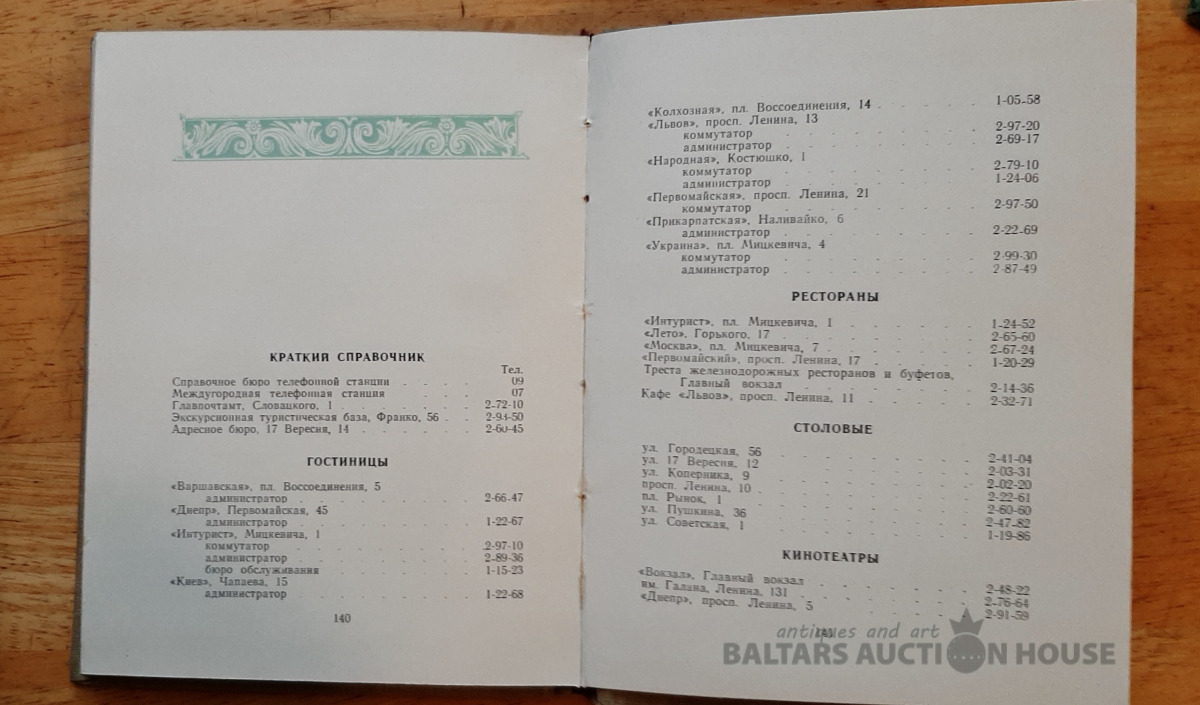 КРАТКИЙ СПРАВОЧНИК
Тел.
Справочное бюро телефонной станции . . . . 09
Междугородная телефонная станция . . . 07
Главпочтамт, Словацкого, 1 . . . . . . 2-72-10
Экскурсионная туристическая база, Франко, 56 . . 2-94-50
Адресное бюро, 17 Вересня, 14 . . . . . . 2-60-45
ГОСТИНИЦЫ
«Варшавская», пл. Воссоединения, 5
администратор . . . . . . . 2-66-47
«Днепр», Первомайская, 45
администратор . . . . . . . 1-22-67
«Интурист», Мицкевича, 1
коммутатор . . . . . . . . 2-97-10
администратор . . . . . . . 2-89-36
бюро обслуживания . . . . . . 1-15-23
«Киев», Чапаева, 15
администратор . . . . . . . 1-22-68
140
«Колхозная», пл. Воссоединения, 14 . . . . . 1-05-58
«Львов», просп. Ленина, 13
коммутатор . . . . . . . . 2-97-20
администратор . . . . . . . 2-69-17
«Народная», Костюшко, 1
коммутатор . . . . . . . . 2-79-10
администратор . . . . . . . 1-24-06
«Первомайская», просп. Ленина, 21
коммутатор . . . . . . . . 2-97-50
«Прикарпатская», Наливайко, 6
администратор . . . . . . . 2-22-69
«Украина», пл. Мицкевича, 4
коммутатор . . . . . . . . 2-99-30
администратор . . . . . . . 2-87-49
РЕСТОРАНЫ
«Интурист», пл. Мицкевича, 1 . . . . . . 1-24-52
«Лето», Горького, 17 . . . . . . . . 2-65-60
«Москва», пл. Мицкевича, 7 . . . . . . 2-67-24
«Первомайский», просп. Ленина, 17 . . . . . 1-20-29
Треста железнодорожных ресторанов и буфетов,
Главный вокзал . . . . . . . 2-14-36
Кафе «Львов», просп. Ленина, 11 . . . . . 2-32-71
СТОЛОВЫЕ
ул. Городецкая, 56 . . . . . . . . 2-41-04
ул. 17 Вересня, 12 . . . . . . . . 2-03-31
ул. Коперника, 9 . . . . . . . . 2-02-20
просп. Ленина, 10 . . . . . . . . 2-22-61
пл. Рынок, 1 . . . . . . . . . 2-60-60
ул. Пушкина, 36 . . . . . . . . 2-47-82
ул. Советская, 1 . . . . . . . . 1-19-86
КИНОТЕАТРЫ
«Вокзал», Главный вокзал . . . . . . . 2-48-22
им. Галана, Ленина, 131 . . . . . . . 2-76-64
«Днепр», просп. Ленина, 5 . . . . . . 2-91-59
antiques and art
BALTARS AUCTION HOUSE